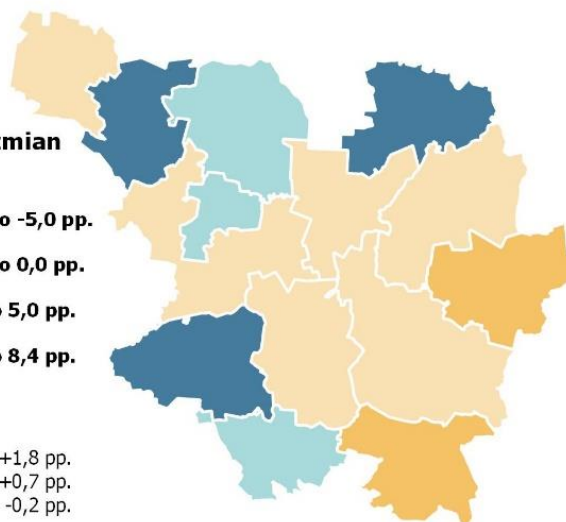 zmian
o -5,0 pp.
o 0,0 pp.
5,0 pp.
8,4 pp.
+1,8 pp.
+0,7 pp.
-0,2 pp.